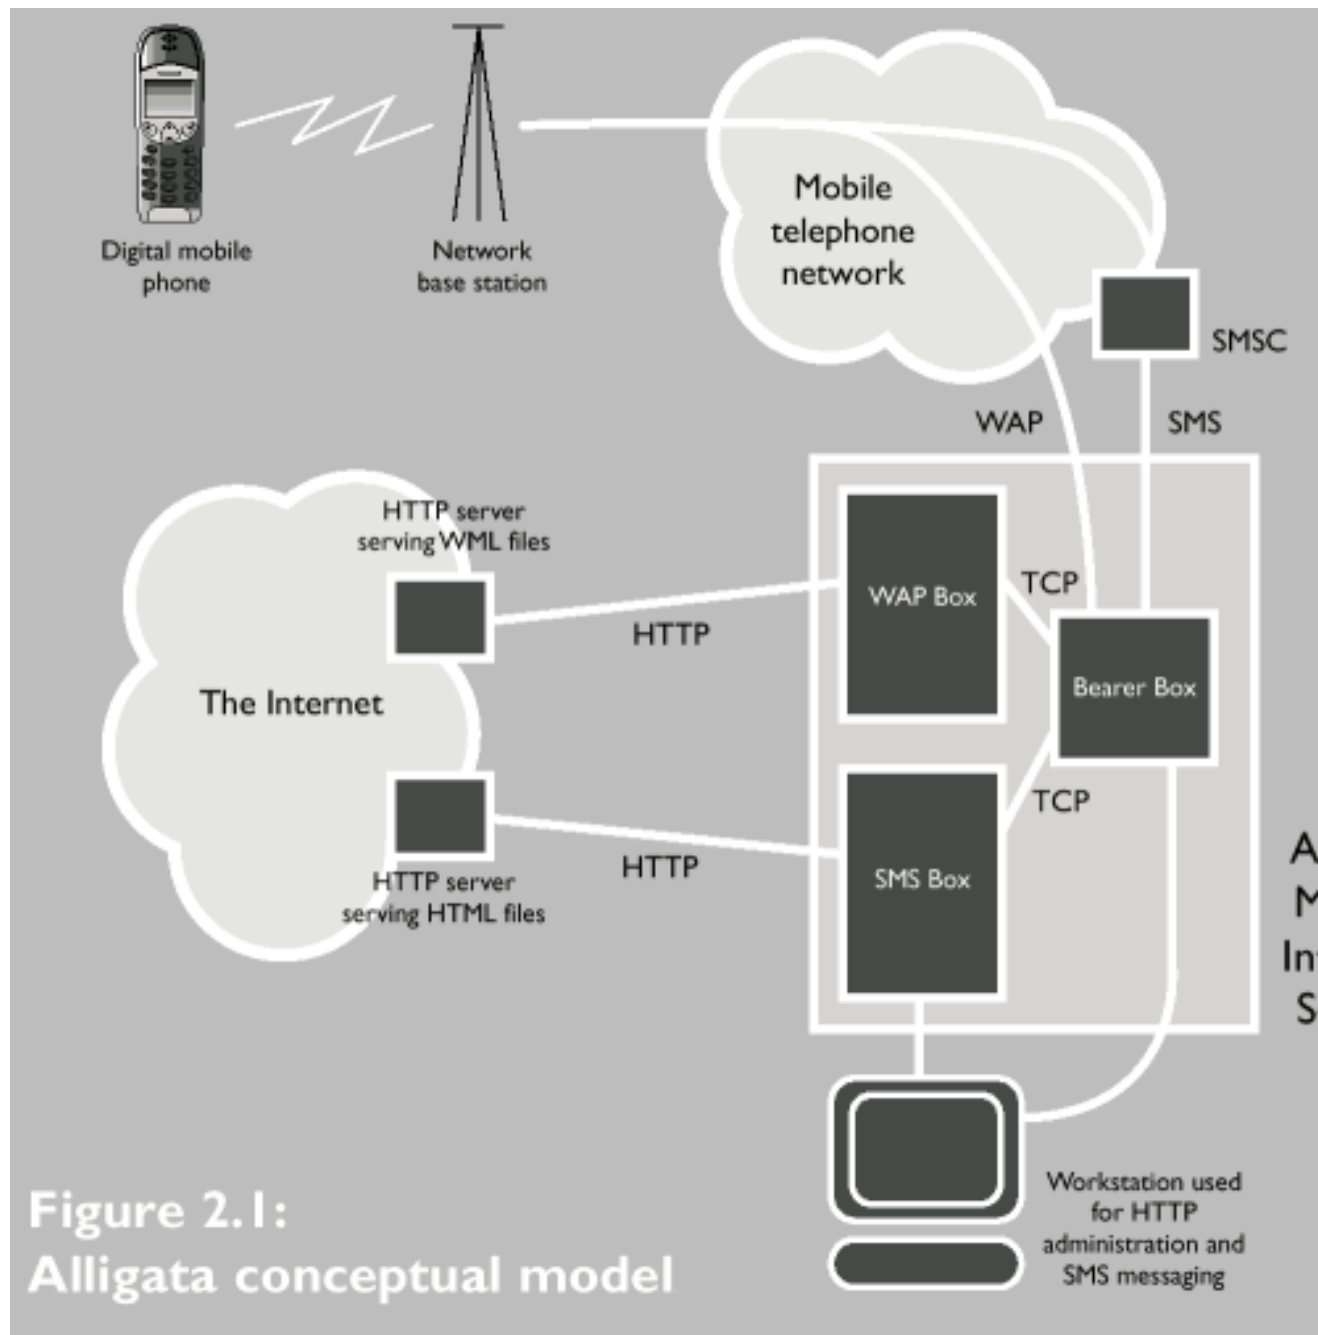 Digital mobile
phone
Network
base station
Mobile
telephone
network
SMSC
WAP
SMS
HTTP server
serving WML files
WAP Box
TCP
HTTP
Bearer Box
The Internet
TCP
HTTP
SMS Box
HTTP server
serving HTML files
Workstation used
for HTTP
administration and
SMS messaging
Figure 2.1:
Alligata conceptual model